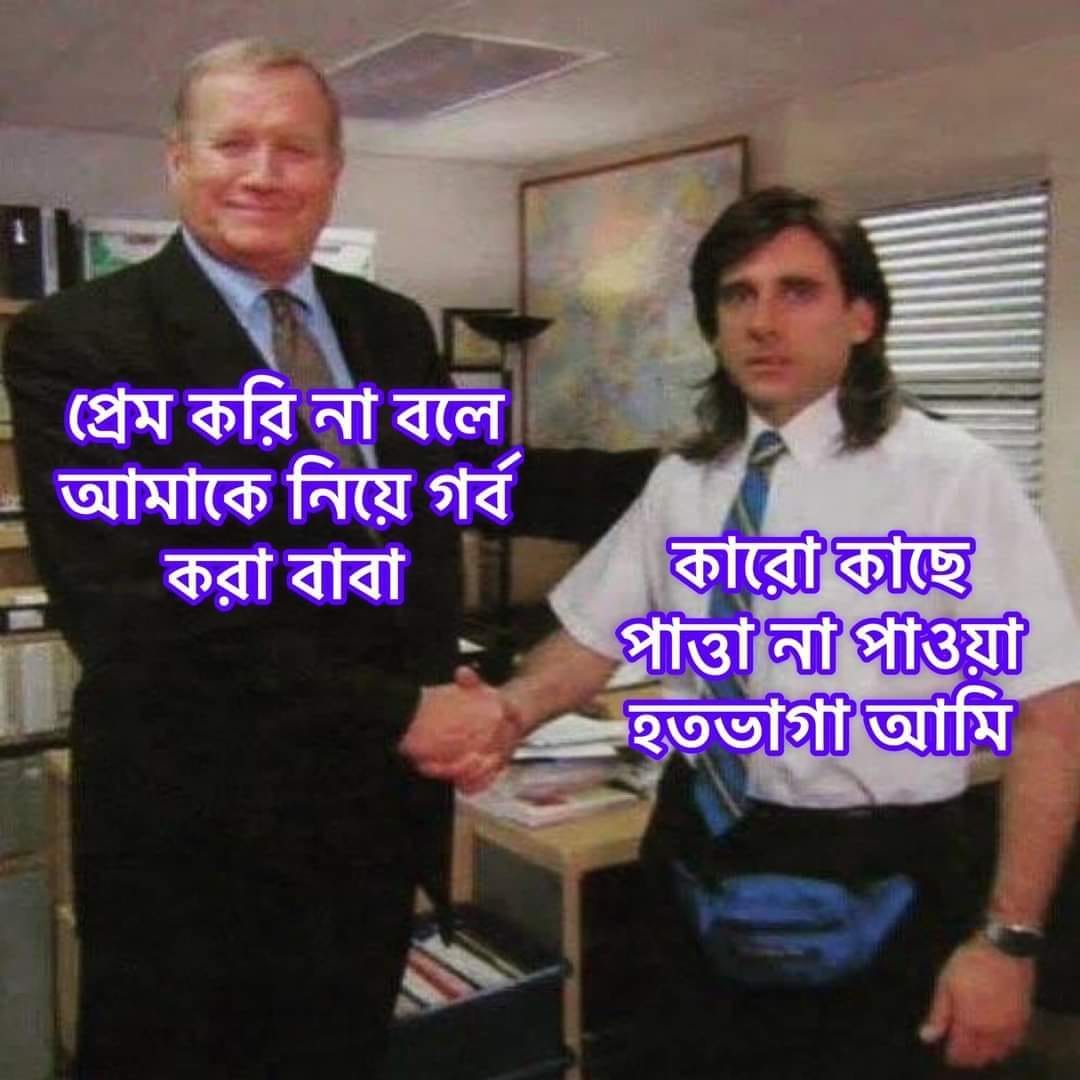 প্রেম করি না বলে
আমাকে নিয়ে গর্ব
করা বাবা
কারো কাছে
পাত্তা না পাওয়া
হতভাগা আমি